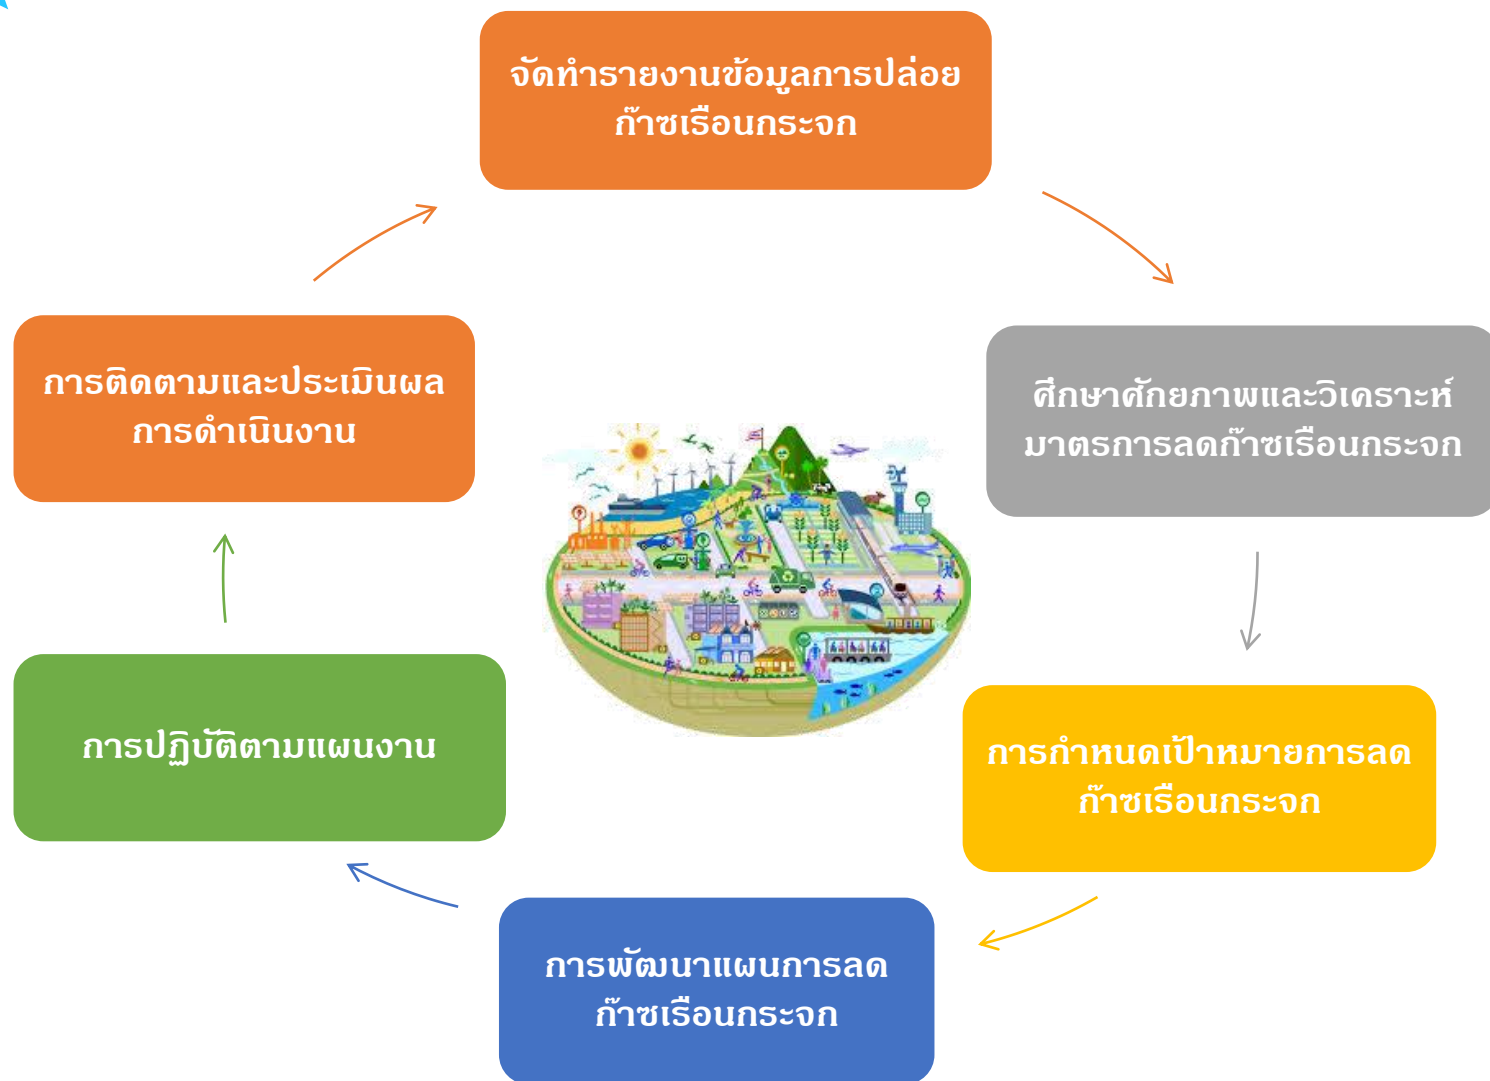 จัดทำรายงานข้อมูลการปล่อย
ก๊าซเรือนกระจก
ศึกษาศักยภาพและวิเคราะห์
มาตรการลดก๊าซเรือนกระจก
การกำหนดเป้าหมายการลด
ก๊าซเรือนกระจก
การพัฒนาแผนการลด
ก๊าซเรือนกระจก
การปฏิบัติตามแผนงาน
การติดตามและประเมินผล
การดำเนินงาน